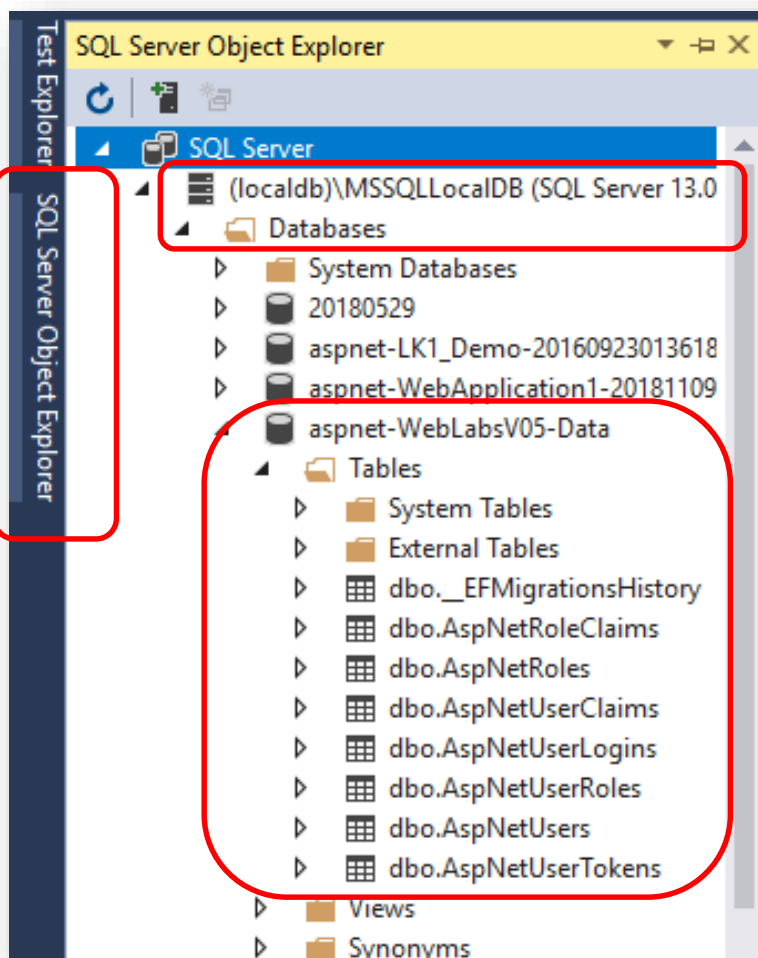 Test Explorer
SQL Server Object Explorer
SQL Server Object Explorer
SQL Server
(localdb)\MSSQLLocalDB (SQL Server 13.0
Databases
System Databases
20180529
aspnet-LK1_Demo-20160923013618
aspnet-WebApplication1-20181109
aspnet-WebLabsV05-Data
Tables
System Tables
External Tables
dbo.__EFMigrationsHistory
dbo.AspNetRoleClaims
dbo.AspNetRoles
dbo.AspNetUserClaims
dbo.AspNetUserLogins
dbo.AspNetUserRoles
dbo.AspNetUsers
dbo.AspNetUserTokens
Views
Synonyms